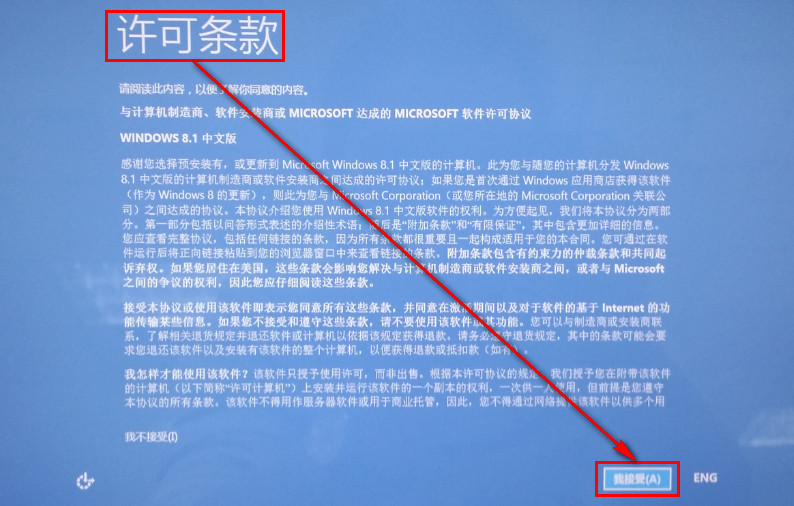 许可条款
请阅读此内容，以便了解你同意的内容。
与计算机制造商、软件安装商或 MICROSOFT 达成的 MICROSOFT 软件许可协议
WINDOWS 8.1 中文版
感谢您选择预安装有，或更新到 Microsoft Windows 8.1 中文版的计算机。此为您与随您的计算机分发 Windows
8.1 中文版的计算机制造商或软件安装商之间达成的许可协议；如果您是首次通过 Windows 应用商店获得该软件
（作为 Windows 8 的更新），则此为您与 Microsoft Corporation（或您所在地的 Microsoft Corporation 关联公
司）之间达成的协议。本协议介绍您使用 Windows 8.1 中文版软件的权利。为方便起见，我们将本协议分为两部
分。第一部分包括以问答形式表述的介绍性术语；随后是“附加条款”和“有限保证”，其中包含更加详细的信息。
您应查看完整协议，包括任何链接的条款，因为所有条款都很重要且一起构成适用于您的本合同。您可通过在软
件运行后将正向链接粘贴到您的浏览器窗口中来查看链接的条款。附加条款包含有约束力的仲裁条款和共同起
诉弃权。如果您居住在美国，这些条款会影响您解决与计算机制造商或软件安装商之间，或者与 Microsoft
之间的争议的权利，因此您应仔细阅读这些条款。
接受本协议或使用该软件即表示您同意所有这些条款，并同意在激活期间以及对于软件的基于 Internet 的功
能传输某些信息。如果您不接受和遵守这些条款，请不要使用该软件或其功能。您可以与制造商或安装商联
系，了解相关退货规定并退还软件或计算机以依据该规定获得退款。请务必遵守退货规定，其中的条款可能会要
求您退还该软件以及安装有该软件的整个计算机，以便获得退款或抵扣款（如有）。
我怎样才能使用该软件？该软件只授予使用许可，而非出售。根据本许可协议的规定，我们授予您在附带该软件
的计算机（以下简称“许可计算机”）上安装并运行该软件的一个副本的权利，一次供一人使用，但前提是您遵守
本协议的所有条款。该软件不得用作服务器软件或用于商业托管，因此，您不得通过网络提供该软件以供多个用
我不接受(I)
我接受(A)
ENG